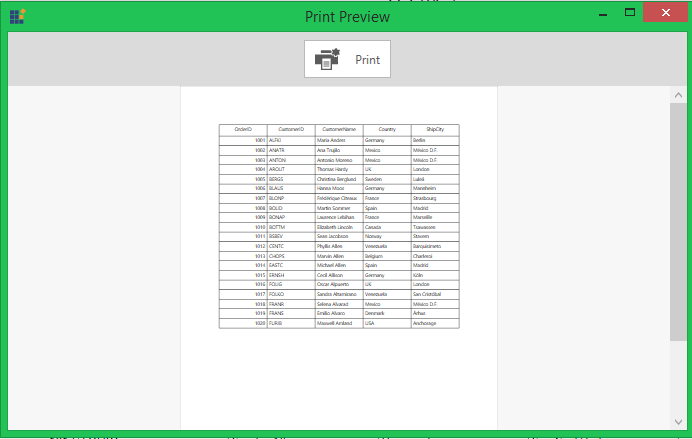 Print Preview
Print
OrderID CustomerID CustomerName Country ShipCity
1001 ALFKI Maria Anders Germany Berlin
1002 ANATR Ana Trujillo Mexico México D.F.
1003 ANTON Antonio Moreno Mexico México D.F.
1004 AROUT Thomas Hardy UK London
1005 BERGS Christina Berglund Sweden Luleå
1006 BLAUS Hanna Moos Germany Mannheim
1007 BLONP Frédérique Citeaux France Strasbourg
1008 BOLID Martin Sommer Spain Madrid
1009 BONAP Laurence Lebihan France Marseille
1010 BOTTM Elizabeth Lincoln Canada Tsawassen
1011 BSBEV Sean Jacobson Norway Stavern
1012 CENTC Phyllis Allen Venezuela Barquisimeto
1013 CHOPS Marvin Allen Belgium Charleroi
1014 EASTC Michael Allen Spain Madrid
1015 ERNSH Cecil Allison Germany Köln
1016 FOLIG Oscar Alpuerto UK London
1017 FOLKO Sandra Altamirano Venezuela San Cristóbal
1018 FRANR Selena Alvarad Mexico México D.F.
1019 FRANS Emilio Alvaro Denmark Århus
1020 FURIB Maxwell Amland USA Anchorage